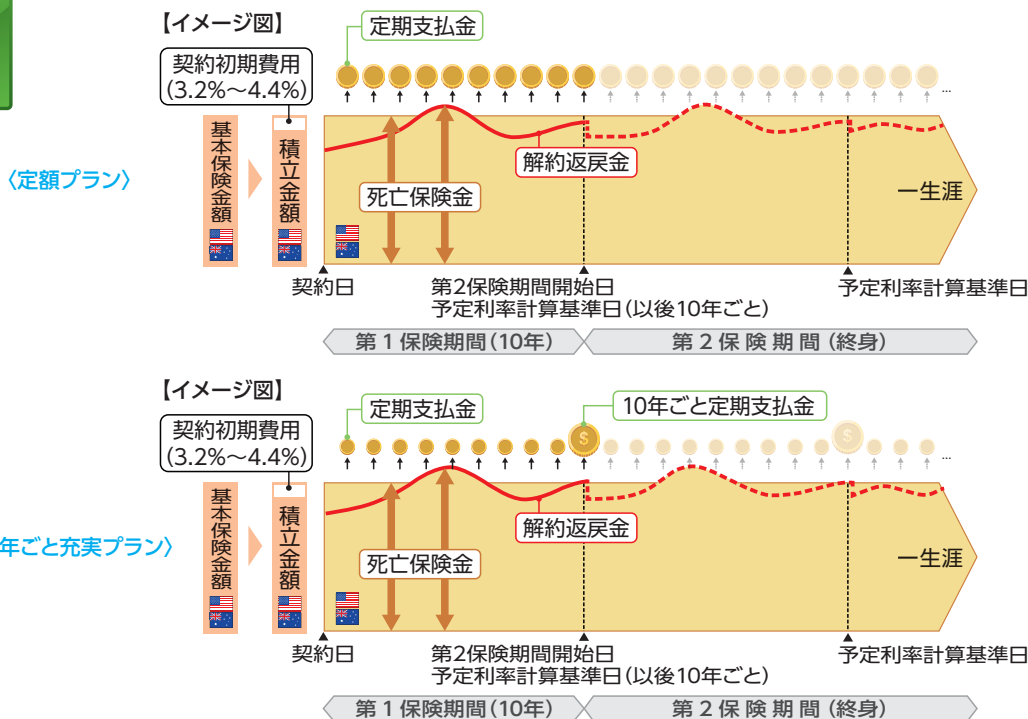 【イメージ図】
定期支払金
契約初期費用
(3.2%～4.4%)
〈定額プラン〉
基本保険金額
積立金額
死亡保険金
解約返戻金
一生涯
...
契約日
第2保険期間開始日
予定利率計算基準日(以後10年ごと)
予定利率計算基準日
第1保険期間(10年)
第2保険期間(終身)
【イメージ図】
定期支払金
10年ごと定期支払金
契約初期費用
(3.2%～4.4%)
$
$
...
年ごと充実プラン〉
基本保険金額
積立金額
死亡保険金
解約返戻金
一生涯
契約日
第2保険期間開始日
予定利率計算基準日(以後10年ごと)
予定利率計算基準日
第1保険期間(10年)
第2保険期間(終身)